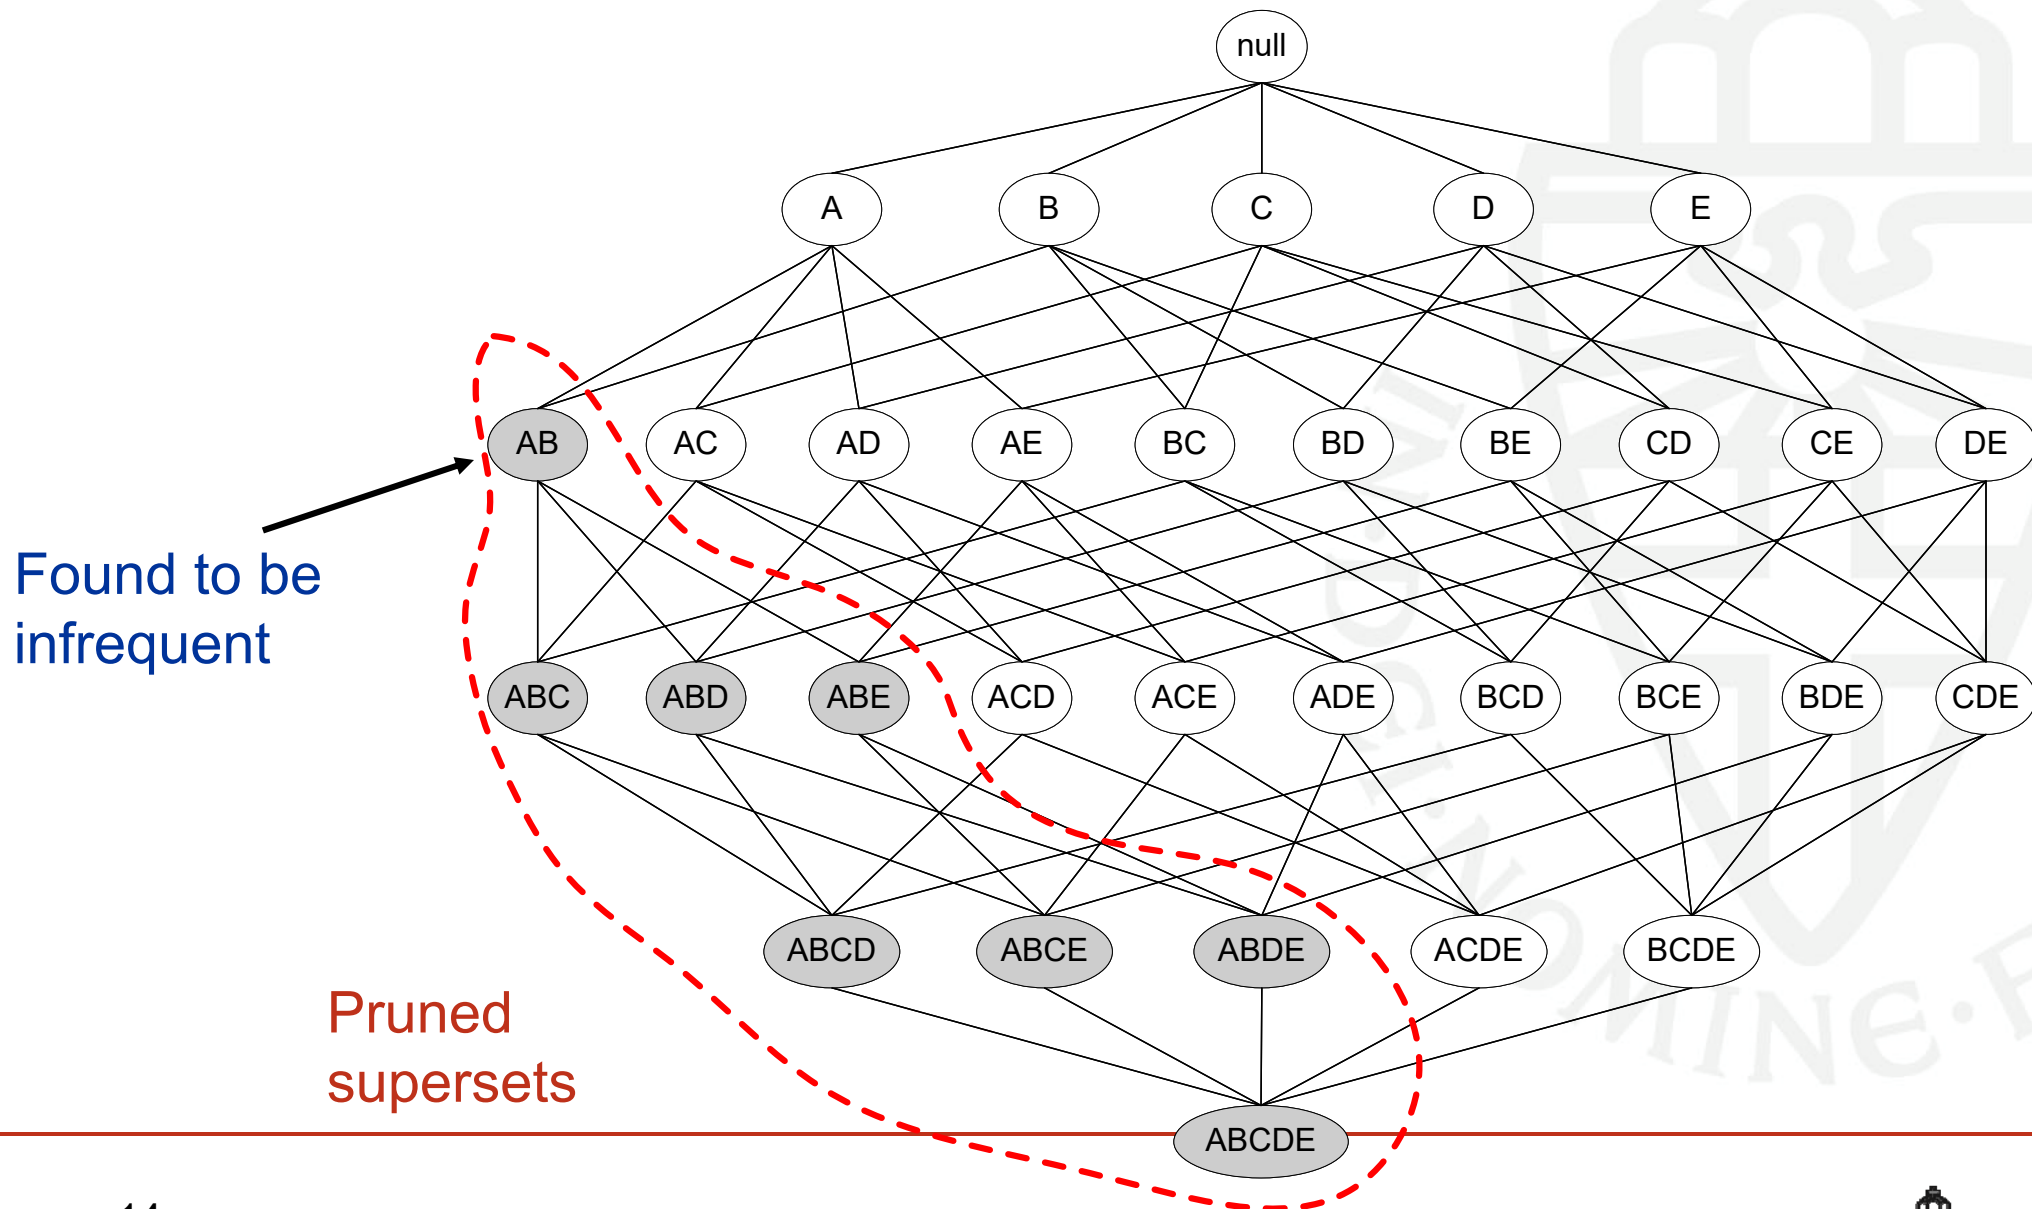 null
A B C D E
AB AC AD AE BC BD BE CD CE DE
Found to be
infrequent
ABC ABD ABE ACD ACE ADE BCD BCE BDE CDE
ABCD ABCE ABDE ACDE BCDE
Pruned
supersets
ABCDE